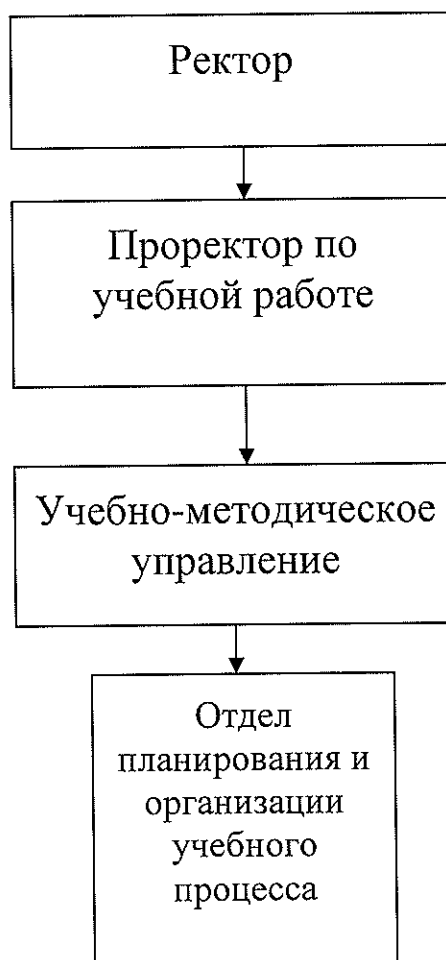 Ректор
Проректор по
учебной работе
Учебно-методическое
управление
Отдел
планирования и
организации
учебного
процесса